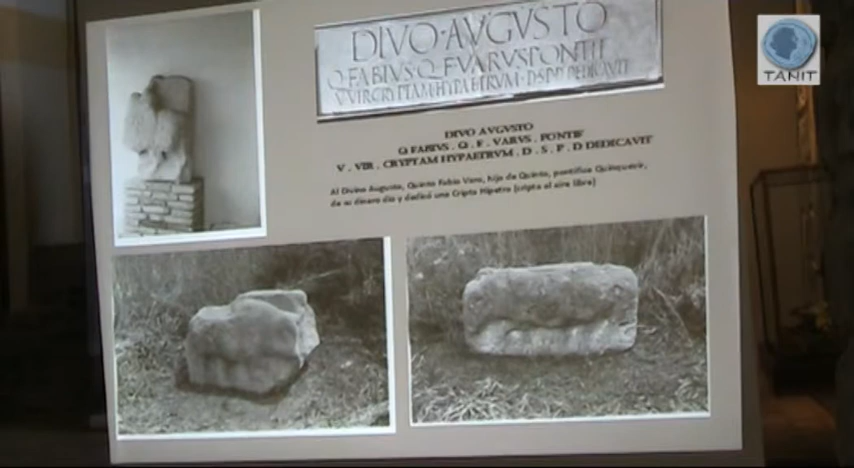 DIVO·AVGVSTO
Q·FABIVS·Q·F·VARVS·PONTIF
V·VIR·CRYPTAM·HYPAETRVM·D·S·P·D·DEDICAVIT
TANIT
DIVO AVGVSTO
Q FABIVS . Q . F . VARVS . PONTIF
V . VIR . CRYPTAM HYPAETRVM . D . S . P . D DEDICAVIT
Al Divino Augusto, Quinto Fabio Varo, hijo de Quinto, pontífice Quinquevir,
de su dinero dio y dedicó una Cripta Hipetra (cripta al aire libre)